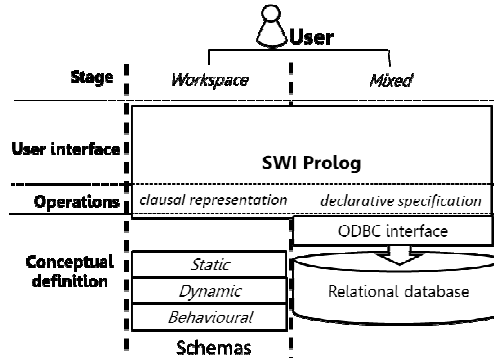 User
Stage Workspace Mixed
User interface
SWI Prolog
Operations clausal representation declarative specification
ODBC interface
Conceptual
definition
Static
Dynamic
Behavioural
Relational database
Schemas